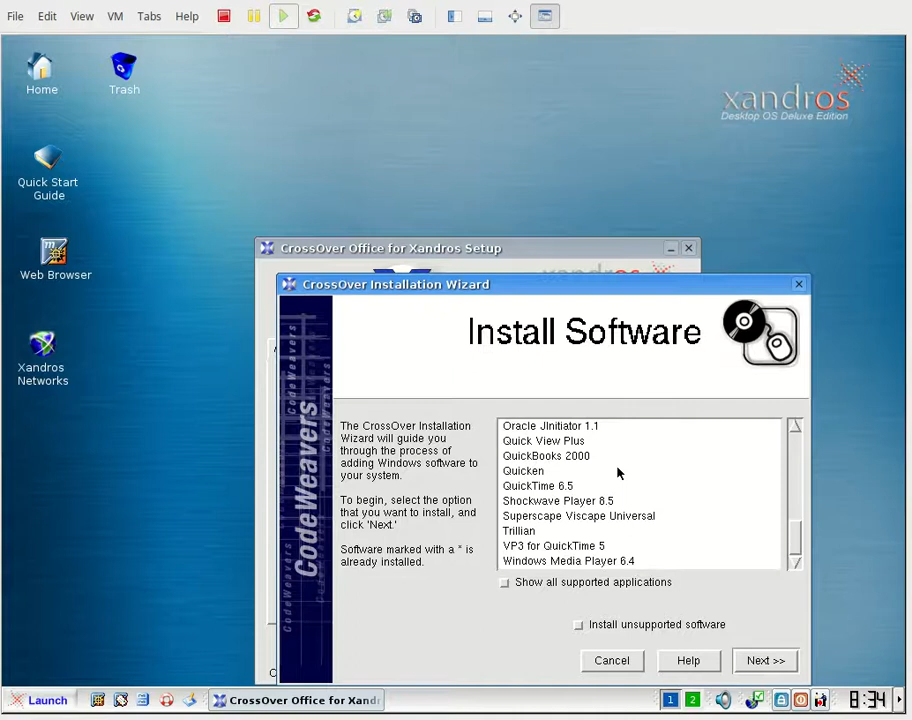 File Edit View VM Tabs Help
Home
Trash
xandros
Desktop OS Deluxe Edition
Quick Start
Guide
Web Browser
Xandros
Networks
CrossOver Office for Xandros Setup
CrossOver Installation Wizard
Install Software
CodeWeavers
The CrossOver Installation
Wizard will guide you
through the process of
adding Windows software to
your system.
To begin, select the option
that you want to install, and
click 'Next.'
Software marked with a * is
already installed.
Oracle JInitiator 1.1
Quick View Plus
QuickBooks 2000
Quicken
QuickTime 6.5
Shockwave Player 8.5
Superscape Viscape Universal
Trillian
VP3 for QuickTime 5
Windows Media Player 6.4
Show all supported applications
Install unsupported software
Cancel Help Next >>
Launch CrossOver Office for Xandr 1 2 8:34